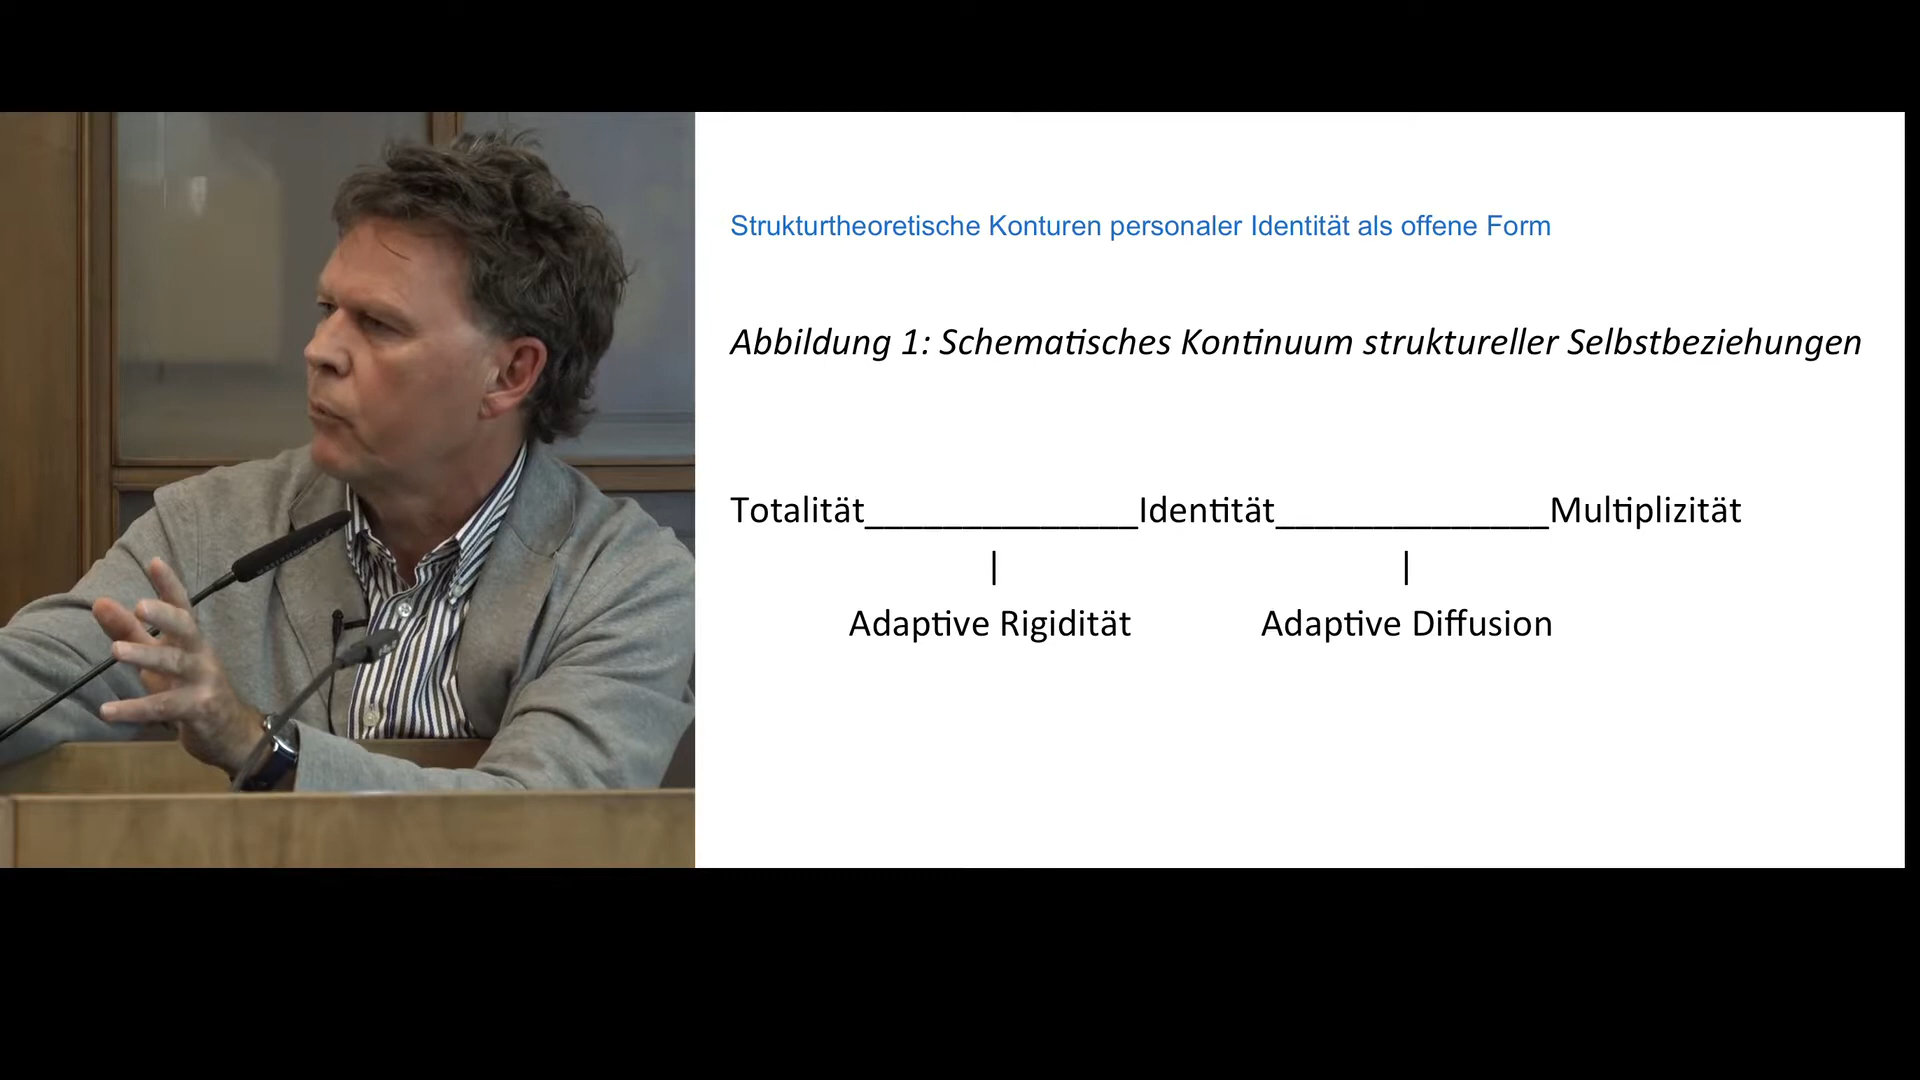 Strukturtheoretische Konturen personaler Identität als offene Form
Abbildung 1: Schematisches Kontinuum struktureller Selbstbeziehungen
Totalität______________Identität______________Multiplizität
| |
Adaptive Rigidität Adaptive Diffusion